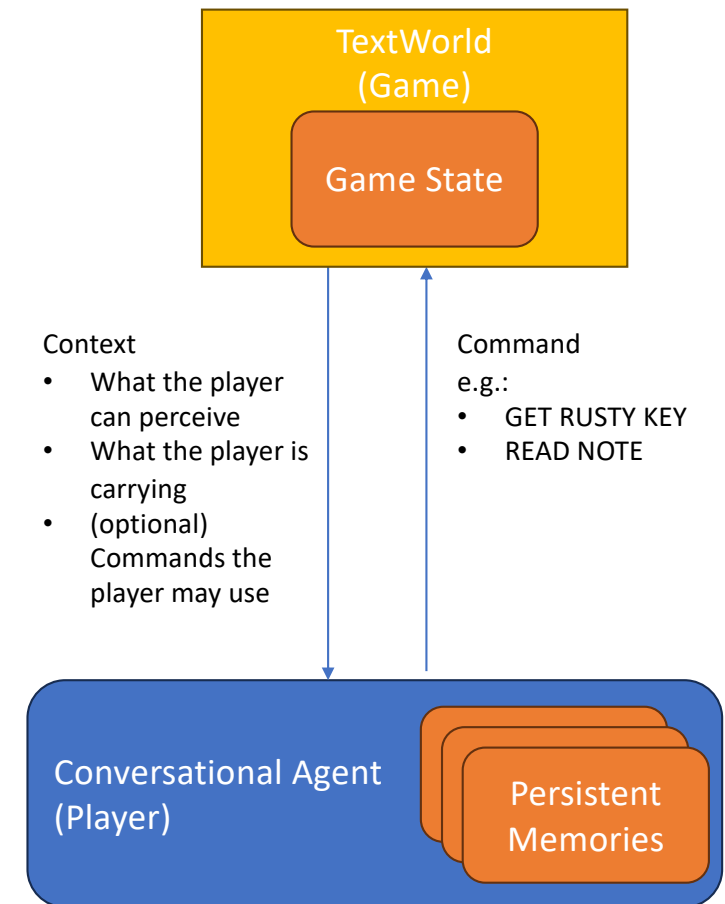 TextWorld
(Game)
Game State
Context
• What the player
can perceive
• What the player is
carrying
• (optional)
Commands the
player may use
Command
e.g.:
• GET RUSTY KEY
• READ NOTE
Conversational Agent
(Player)
Persistent
Memories